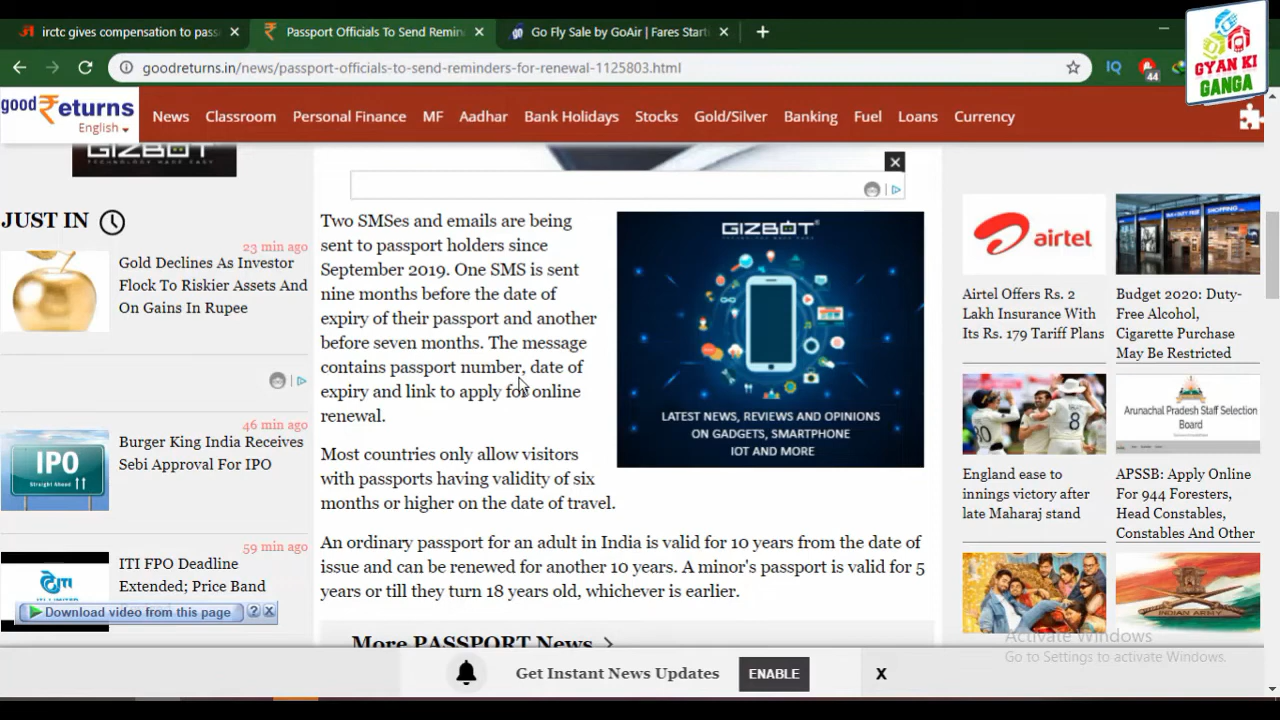 irctc gives compensation to pass
Passport Officials To Send Remin
Go Fly Sale by GoAir | Fares Start
goodreturns.in/news/passport-officials-to-send-reminders-for-renewal-1125803.html
IQ
44
GYAN KI
GANGA
good
₹eturns
English
News
Classroom
Personal Finance
MF
Aadhar
Bank Holidays
Stocks
Gold/Silver
Banking
Fuel
Loans
Currency
GIZBOT
TECHNOLOGY MADE EASY
JUST IN
23 min ago
Gold Declines As Investor
Flock To Riskier Assets And
On Gains In Rupee
46 min ago
IPO
Straight Ahead
Burger King India Receives
Sebi Approval For IPO
59 min ago
ITI FPO Deadline
Extended; Price Band
Download video from this page
?
X
Two SMSes and emails are being
sent to passport holders since
September 2019. One SMS is sent
nine months before the date of
expiry of their passport and another
before seven months. The message
contains passport number, date of
expiry and link to apply for online
renewal.
Most countries only allow visitors
with passports having validity of six
months or higher on the date of travel.
An ordinary passport for an adult in India is valid for 10 years from the date of
issue and can be renewed for another 10 years. A minor's passport is valid for 5
years or till they turn 18 years old, whichever is earlier.
More PASSPORT News
GIZBOT
LATEST NEWS, REVIEWS AND OPINIONS
ON GADGETS, SMARTPHONE
IOT AND MORE
airtel
Airtel Offers Rs. 2
Lakh Insurance With
Its Rs. 179 Tariff Plans
Budget 2020: Duty-
Free Alcohol,
Cigarette Purchase
May Be Restricted
England ease to
innings victory after
late Maharaj stand
Arunachal Pradesh Staff Selection
Board
APSSB: Apply Online
For 944 Foresters,
Head Constables,
Constables And Other
Activate Windows
Go to Settings to activate Windows.
Get Instant News Updates
ENABLE
X